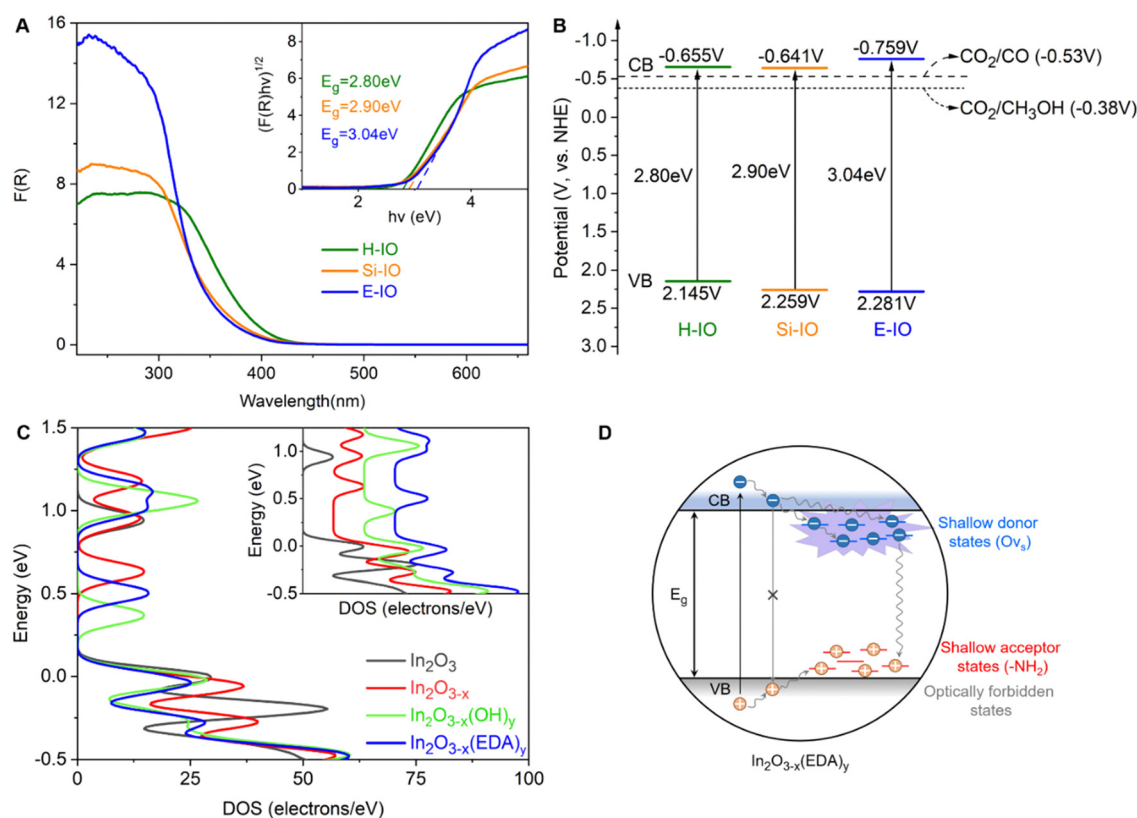 A
16
12
8
4
0
F(R)
300
400
500
600
Wavelength(nm)
8
6
4
2
0
(F(R)hν)1/2
2
4
hν (eV)
Eg=2.80eV
Eg=2.90eV
Eg=3.04eV
H-IO
Si-IO
E-IO
B
-1.0
-0.5
0.0
0.5
1.0
1.5
2.0
2.5
3.0
Potential (V, vs. NHE)
CB
-0.655V
-0.641V
-0.759V
CO2/CO (-0.53V)
CO2/CH3OH (-0.38V)
2.80eV
2.90eV
3.04eV
VB
2.145V
2.259V
2.281V
H-IO
Si-IO
E-IO
C
1.5
1.0
0.5
0.0
-0.5
Energy (eV)
0
25
50
75
100
DOS (electrons/eV)
1.0
0.5
0.0
-0.5
Energy (eV)
DOS (electrons/eV)
In2O3
In2O3-x
In2O3-x(OH)y
In2O3-x(EDA)y
D
CB
Shallow donor
states (Ovs)
Eg
Shallow acceptor
states (-NH2)
VB
Optically forbidden
states
In2O3-x(EDA)y